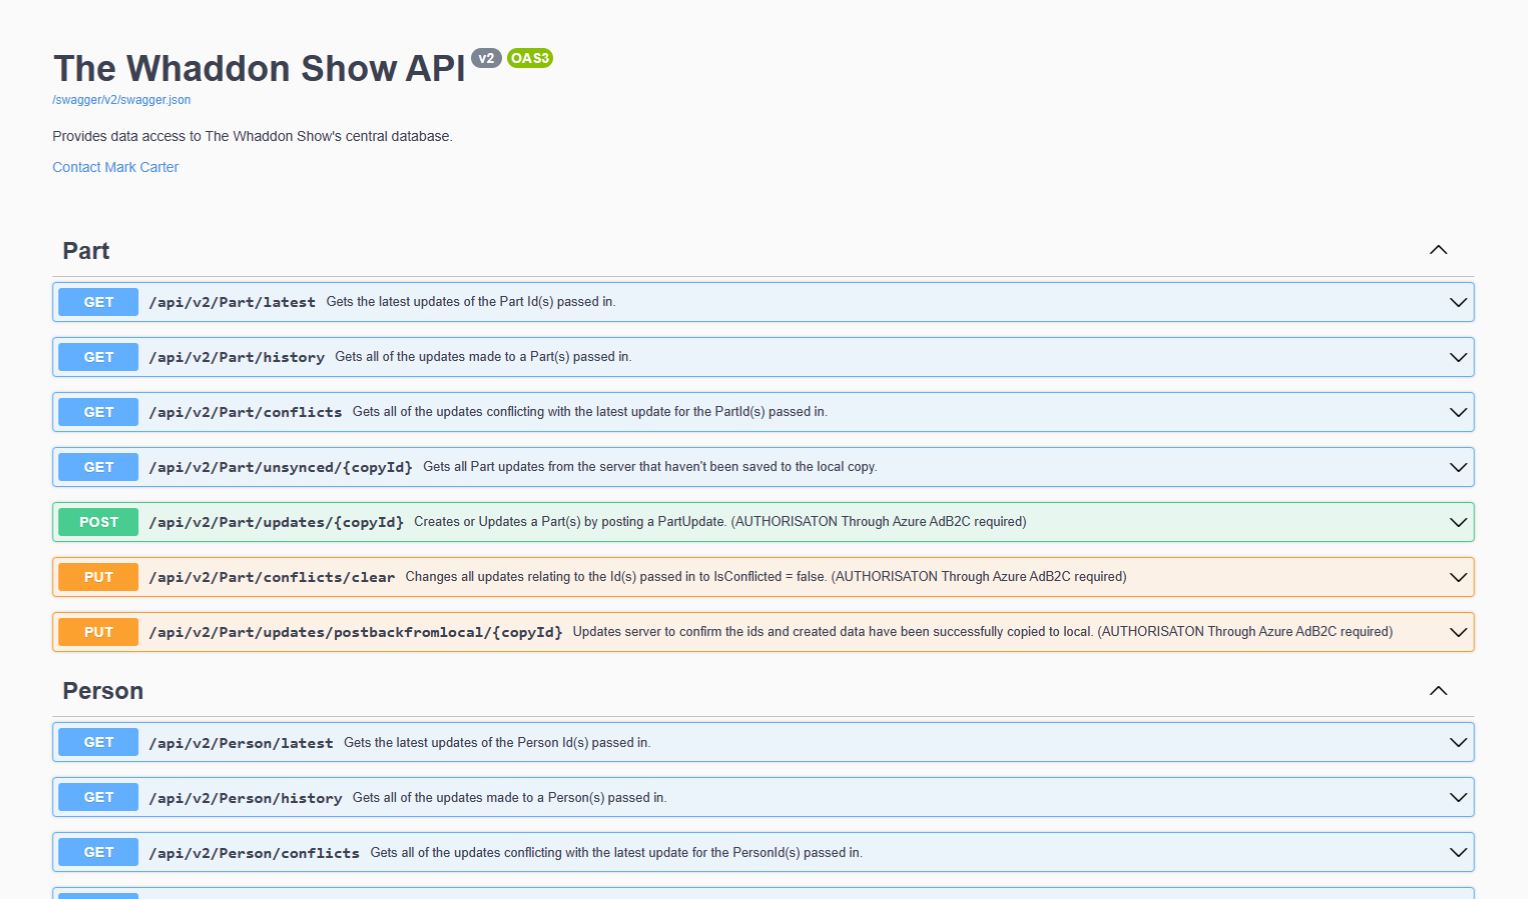 The Whaddon Show API v2 OAS3
/swagger/v2/swagger.json
Provides data access to The Whaddon Show's central database.
Contact Mark Carter
Part
GET /api/v2/Part/latest Gets the latest updates of the Part Id(s) passed in.
GET /api/v2/Part/history Gets all of the updates made to a Part(s) passed in.
GET /api/v2/Part/conflicts Gets all of the updates conflicting with the latest update for the PartId(s) passed in.
GET /api/v2/Part/unsynced/{copyId} Gets all Part updates from the server that haven't been saved to the local copy.
POST /api/v2/Part/updates/{copyId} Creates or Updates a Part(s) by posting a PartUpdate. (AUTHORISATON Through Azure AdB2C required)
PUT /api/v2/Part/conflicts/clear Changes all updates relating to the Id(s) passed in to IsConflicted = false. (AUTHORISATON Through Azure AdB2C required)
PUT /api/v2/Part/updates/postbackfromlocal/{copyId} Updates server to confirm the ids and created data have been successfully copied to local. (AUTHORISATON Through Azure AdB2C required)
Person
GET /api/v2/Person/latest Gets the latest updates of the Person Id(s) passed in.
GET /api/v2/Person/history Gets all of the updates made to a Person(s) passed in.
GET /api/v2/Person/conflicts Gets all of the updates conflicting with the latest update for the PersonId(s) passed in.